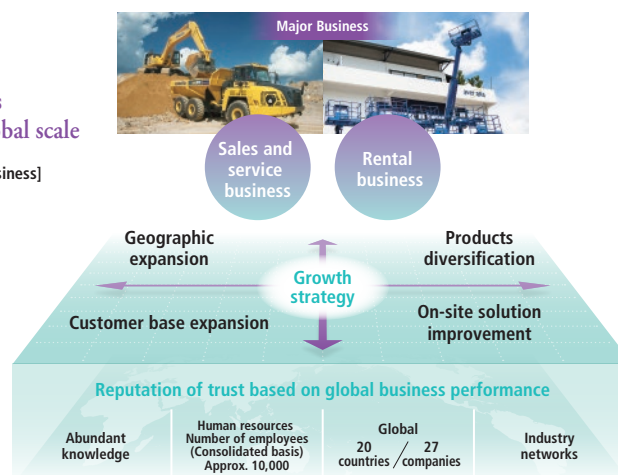 Major Business
s
bal scale
siness]
Sales and
service
business
Rental
business
Geographic
expansion
Products
diversification
Growth
strategy
Customer base expansion
On-site solution
improvement
Reputation of trust based on global business performance
Abundant
knowledge
Human resources
Number of employees
(Consolidated basis)
Approx. 10,000
Global
20 / 27
countries companies
Industry
networks